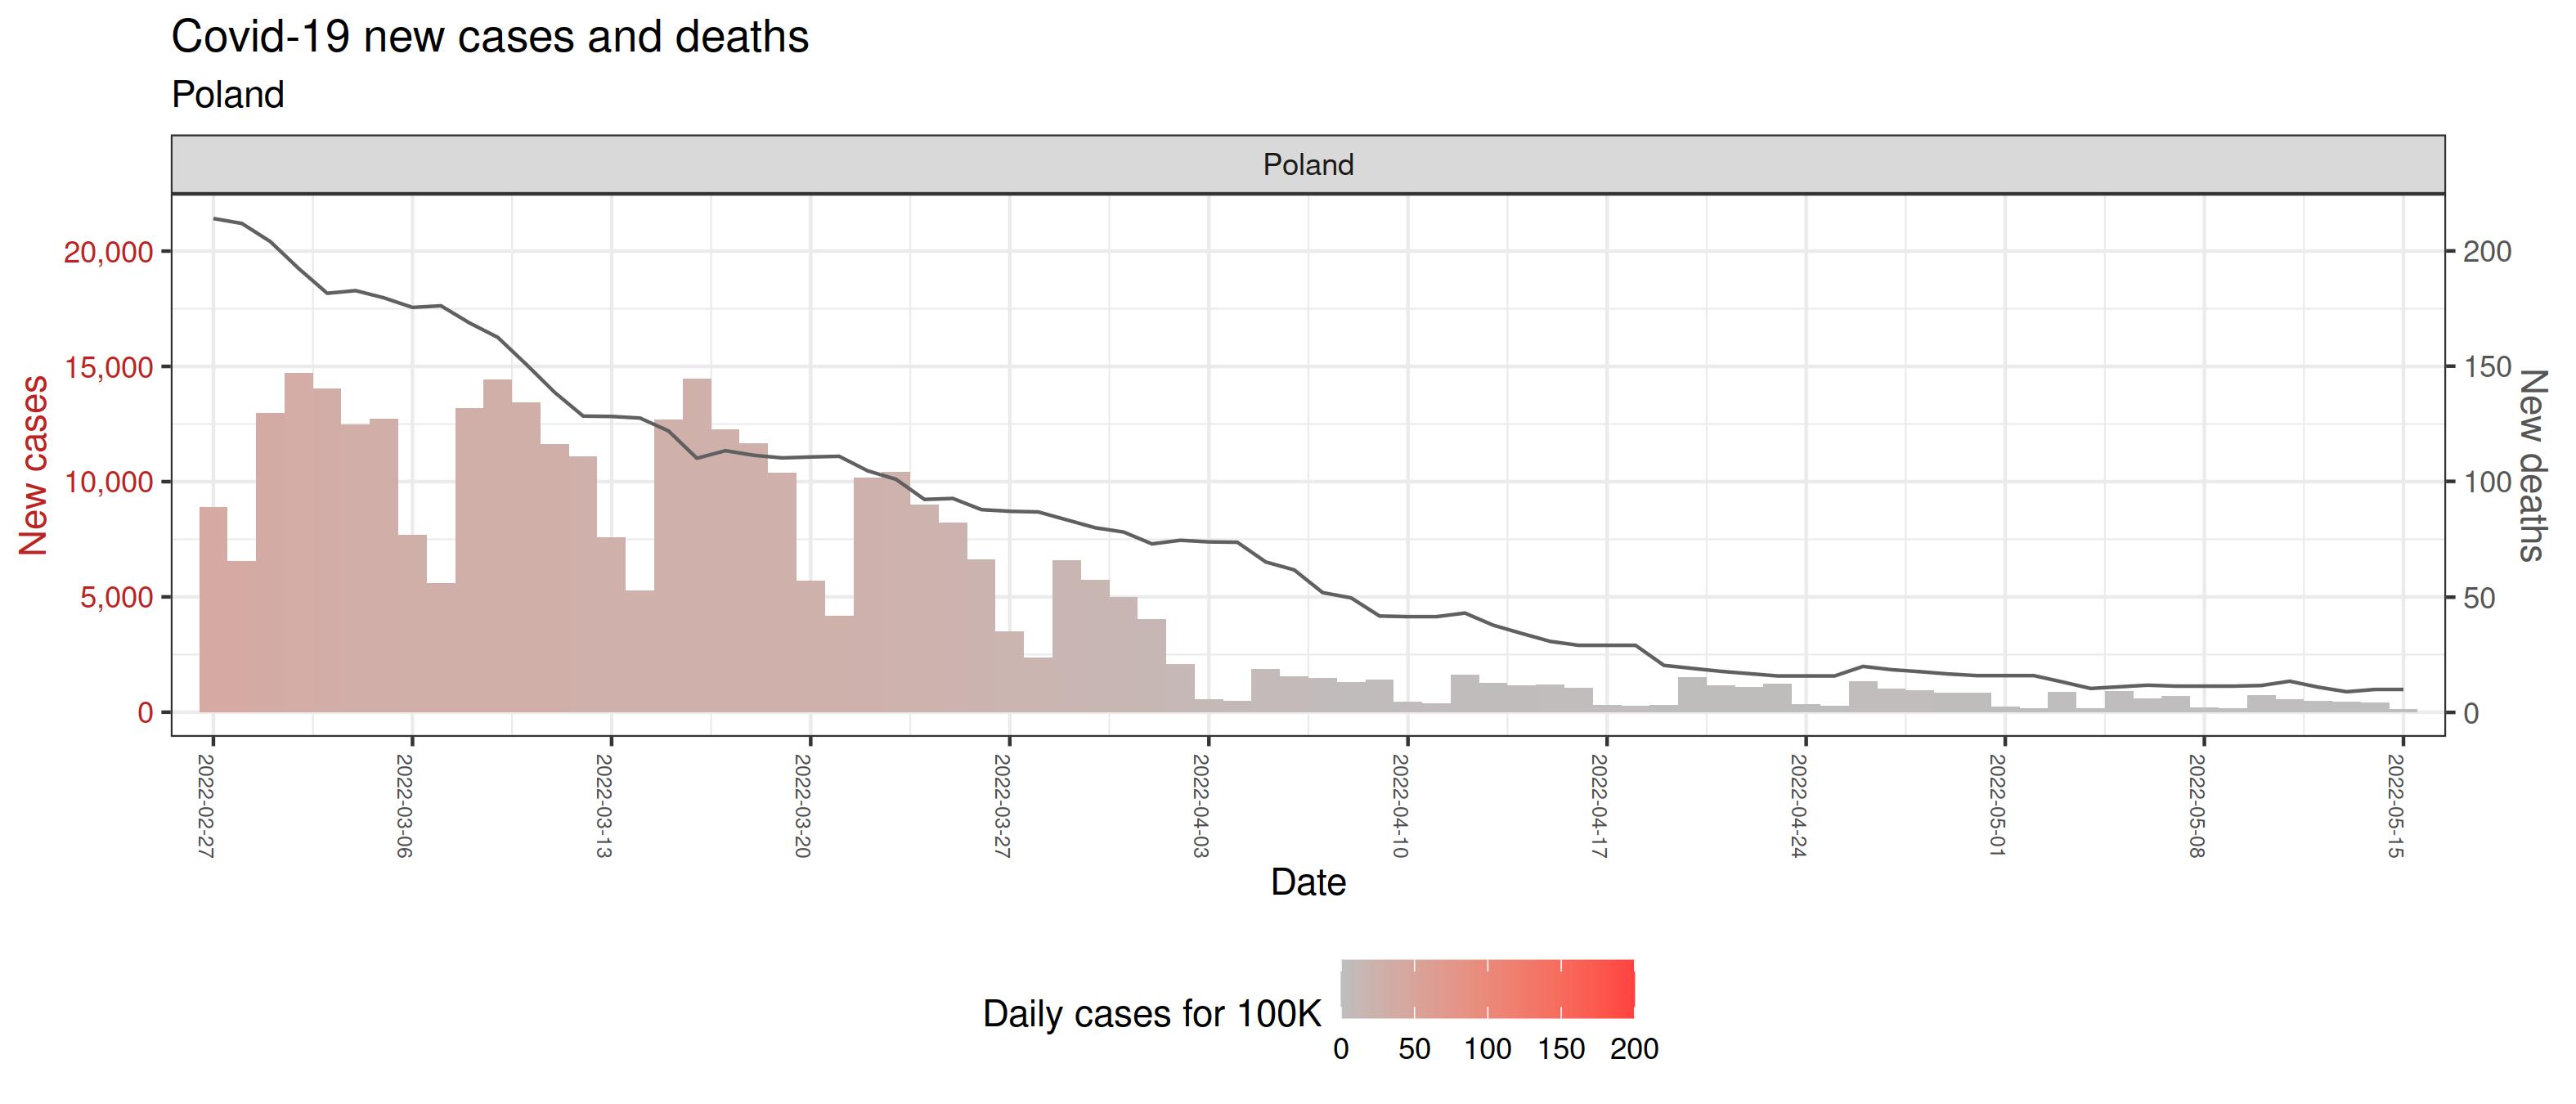 Covid-19 new cases and deaths
Poland
Poland
New cases
20,000
15,000
10,000
5,000
0
200
150
100
50
0
New deaths
2022-02-27
2022-03-06
2022-03-13
2022-03-20
2022-03-27
2022-04-03
2022-04-10
2022-04-17
2022-04-24
2022-05-01
2022-05-08
2022-05-15
Date
Daily cases for 100K
0 50 100 150 200